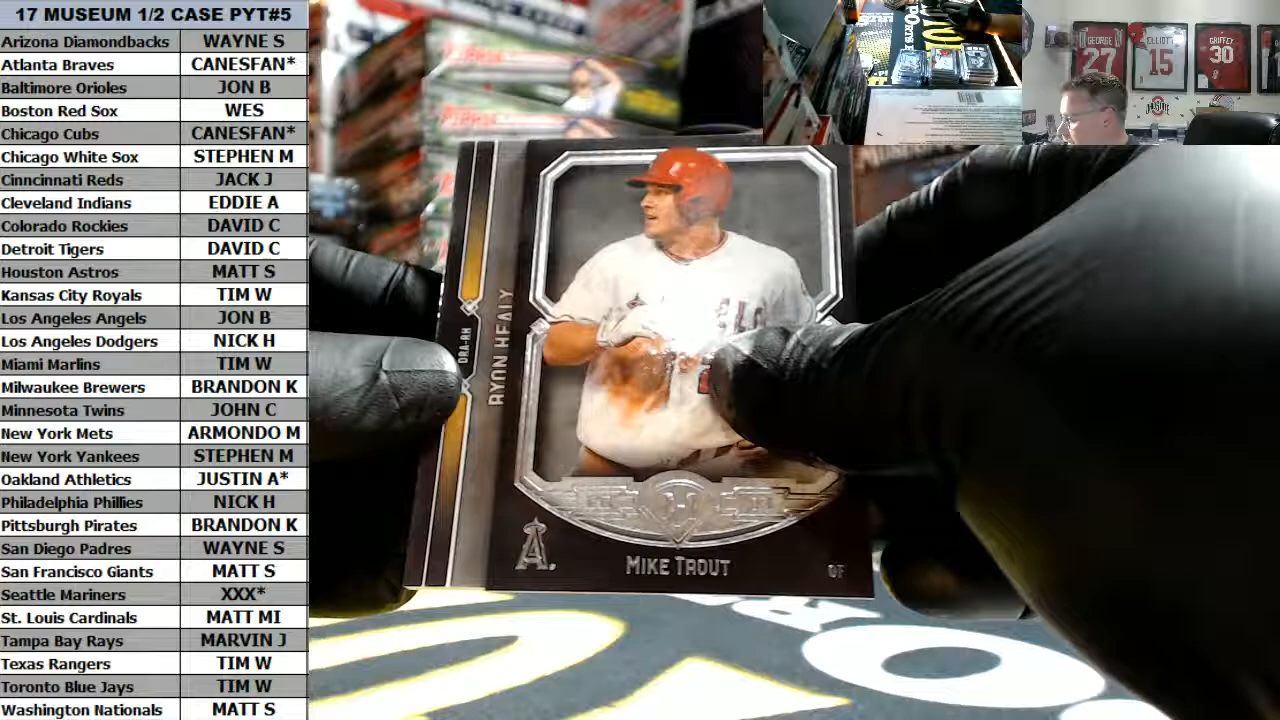 17 MUSEUM 1/2 CASE PYT#5
Arizona Diamondbacks WAYNE S
Atlanta Braves CANESFAN*
Baltimore Orioles JON B
Boston Red Sox WES
Chicago Cubs CANESFAN*
Chicago White Sox STEPHEN M
Cinncinnati Reds JACK J
Cleveland Indians EDDIE A
Colorado Rockies DAVID C
Detroit Tigers DAVID C
Houston Astros MATT S
Kansas City Royals TIM W
Los Angeles Angels JON B
Los Angeles Dodgers NICK H
Miami Marlins TIM W
Milwaukee Brewers BRANDON K
Minnesota Twins JOHN C
New York Mets ARMONDO M
New York Yankees STEPHEN M
Oakland Athletics JUSTIN A*
Philadelphia Phillies NICK H
Pittsburgh Pirates BRANDON K
San Diego Padres WAYNE S
San Francisco Giants MATT S
Seattle Mariners XXX*
St. Louis Cardinals MATT MI
Tampa Bay Rays MARVIN J
Texas Rangers TIM W
Toronto Blue Jays TIM W
Washington Nationals MATT S
DRA-RH
RYON HEALY
A
MIKE TROUT
OF
GEORGE
27
ELLIOTT
15
GRIFFEY
30